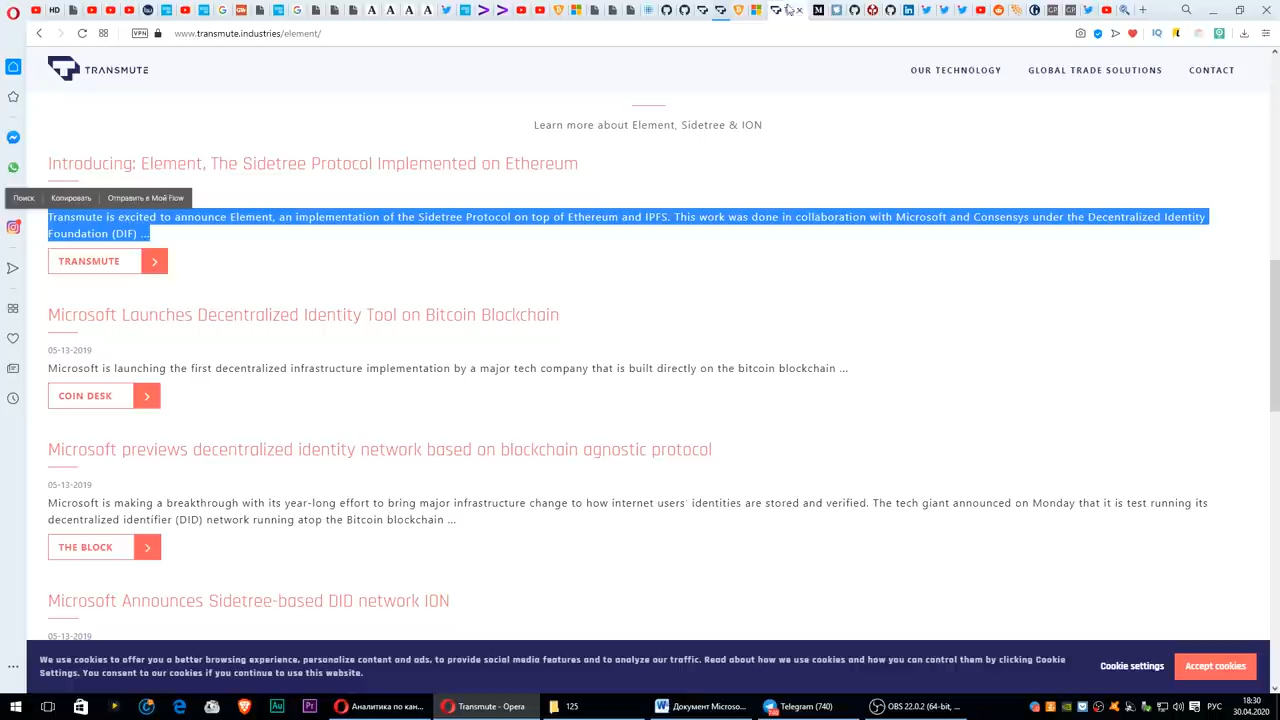 www.transmute.industries/element/
VPN
TRANSMUTE
OUR TECHNOLOGY
GLOBAL TRADE SOLUTIONS
CONTACT
Learn more about Element, Sidetree & ION
Introducing: Element, The Sidetree Protocol Implemented on Ethereum
Поиск
Копировать
Отправить в Мой Flow
Transmute is excited to announce Element, an implementation of the Sidetree Protocol on top of Ethereum and IPFS. This work was done in collaboration with Microsoft and Consensys under the Decentralized Identity
Foundation (DIF) ...
TRANSMUTE
Microsoft Launches Decentralized Identity Tool on Bitcoin Blockchain
05-13-2019
Microsoft is launching the first decentralized infrastructure implementation by a major tech company that is built directly on the bitcoin blockchain ...
COIN DESK
Microsoft previews decentralized identity network based on blockchain agnostic protocol
05-13-2019
Microsoft is making a breakthrough with its year-long effort to bring major infrastructure change to how internet users' identities are stored and verified. The tech giant announced on Monday that it is test running its
decentralized identifier (DID) network running atop the Bitcoin blockchain ...
THE BLOCK
Microsoft Announces Sidetree-based DID network ION
05-13-2019
We use cookies to offer you a better browsing experience, personalize content and ads, to provide social media features and to analyze our traffic. Read about how we use cookies and how you can control them by clicking Cookie
Settings. You consent to our cookies if you continue to use this website.
Cookie settings
Accept cookies
Аналитика по кан...
Transmute - Opera
125
Документ Microso...
Telegram (740)
OBS 22.0.2 (64-bit, ...
РУС
18:30
30.04.2020